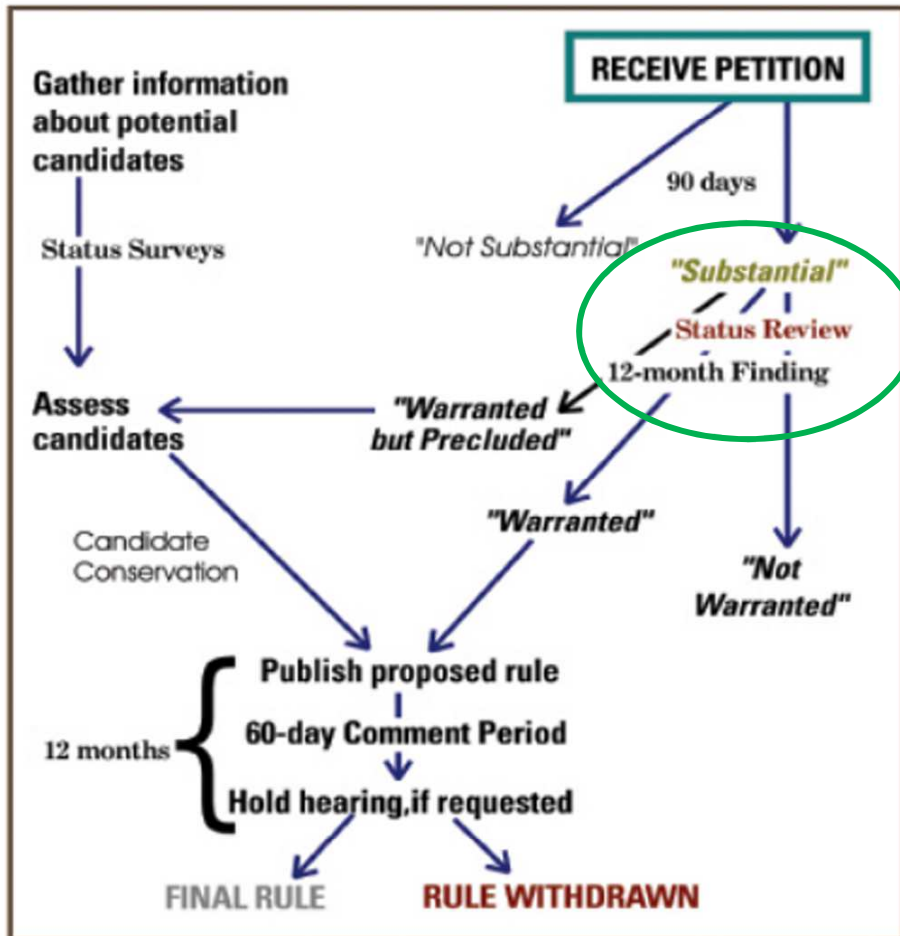 RECEIVE PETITION
Gather information
about potential
candidates
90 days
Status Surveys
"Not Substantial"
"Substantial"
Status Review
12-month Finding
Assess
candidates
"Warranted
but Precluded"
"Warranted"
Candidate
Conservation
"Not
Warranted"
Publish proposed rule
60-day Comment Period
12 months
Hold hearing,if requested
FINAL RULE
RULE WITHDRAWN